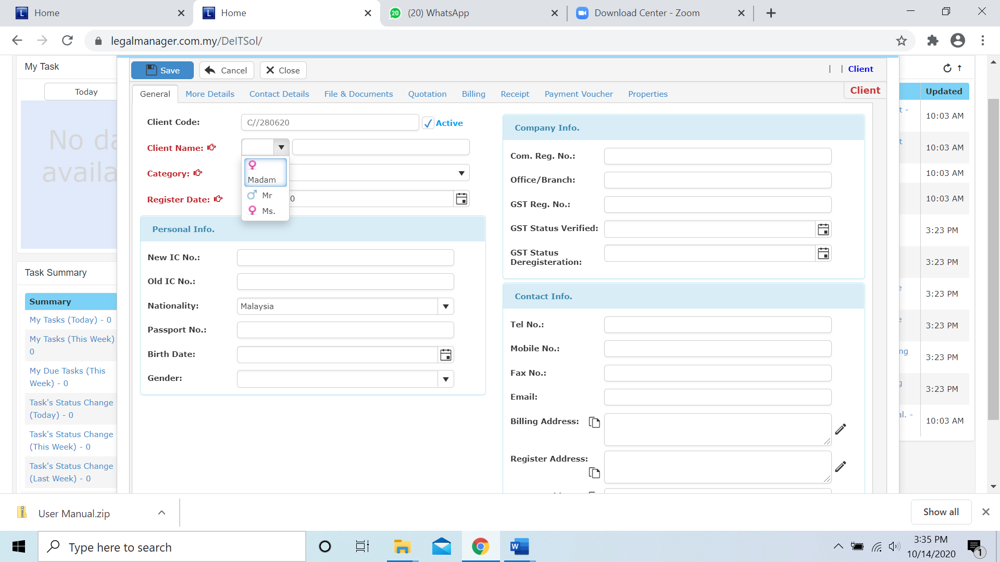 Home
Home
(20) WhatsApp
Download Center - Zoom
legalmanager.com.my/DeITSol/
My Task
Today
No da
availa
Task Summary
Summary
My Tasks (Today) - 0
My Tasks (This Week)
0
My Due Tasks (This
Week) - 0
Task's Status Change
(Today) - 0
Task's Status Change
(This Week) - 0
Task's Status Change
(Last Week) - 0
Save
Cancel
Close
| | Client
Client
General
More Details
Contact Details
File & Documents
Quotation
Billing
Receipt
Payment Voucher
Properties
Client Code:
C//280620
Active
Client Name:
Madam
Mr
Ms.
Category:
Register Date:
0
Personal Info.
New IC No.:
Old IC No.:
Nationality:
Malaysia
Passport No.:
Birth Date:
Gender:
Company Info.
Com. Reg. No.:
Office/Branch:
GST Reg. No.:
GST Status Verified:
GST Status
Deregisteration:
Contact Info.
Tel No.:
Mobile No.:
Fax No.:
Email:
Billing Address:
Register Address:
Updated
t -
10:03 AM
t
10:03 AM
10:03 AM
10:03 AM
3:23 PM
3:23 PM
e
3:23 PM
e
3:23 PM
ng
3:23 PM
g
3:23 PM
al. -
10:03 AM
User Manual.zip
Show all
Type here to search
3:35 PM
10/14/2020
1